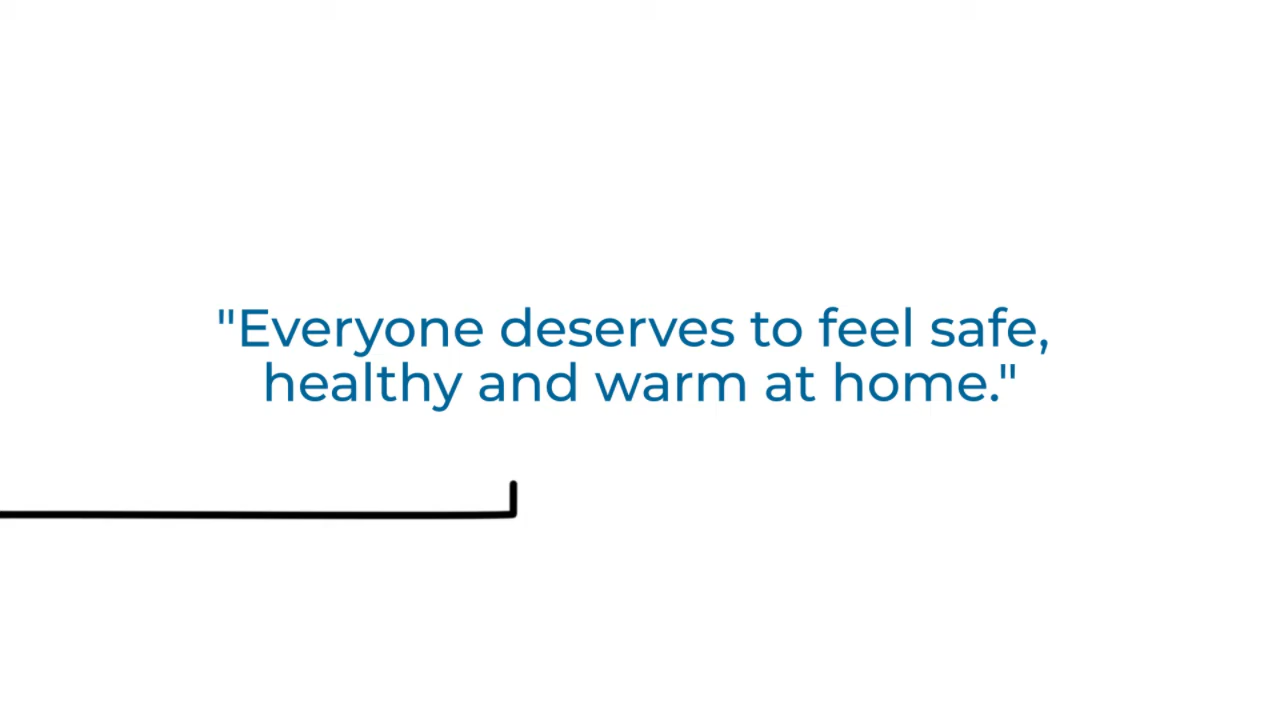 "Everyone deserves to feel safe,
healthy and warm at home."